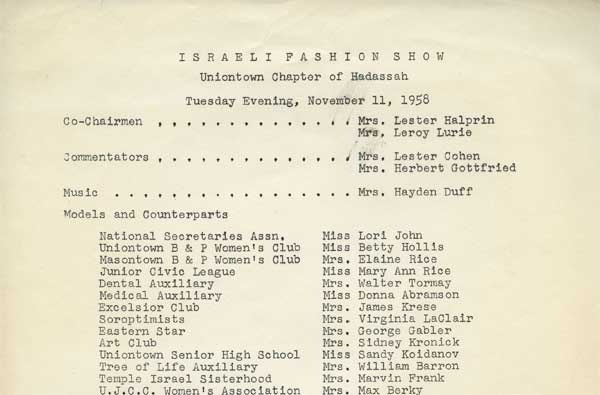 ISRAELI FASHION SHOW
Uniontown Chapter of Hadassah
Tuesday Evening, November 11, 1958
Co-Chairmen . . . . . . . . . . . . . . Mrs. Lester Halprin
Mrs. Leroy Lurie
Commentators . . . . . . . . . . . . . . Mrs. Lester Cohen
Mrs. Herbert Gottfried
Music . . . . . . . . . . . . . . . . . Mrs. Hayden Duff
Models and Counterparts
National Secretaries Assn. Miss Lori John
Uniontown B & P Women's Club Miss Betty Hollis
Masontown B & P Women's Club Mrs. Elaine Rice
Junior Civic League Miss Mary Ann Rice
Dental Auxiliary Mrs. Walter Tormay
Medical Auxiliary Miss Donna Abramson
Excelsior Club Mrs. James Krese
Soroptimists Mrs. Virginia LaClair
Eastern Star Mrs. George Gabler
Art Club Mrs. Sidney Kronick
Uniontown Senior High School Miss Sandy Koidanov
Tree of Life Auxiliary Mrs. William Barron
Temple Israel Sisterhood Mrs. Marvin Frank
U.J.C.C. Women's Association Mrs. Max Berky